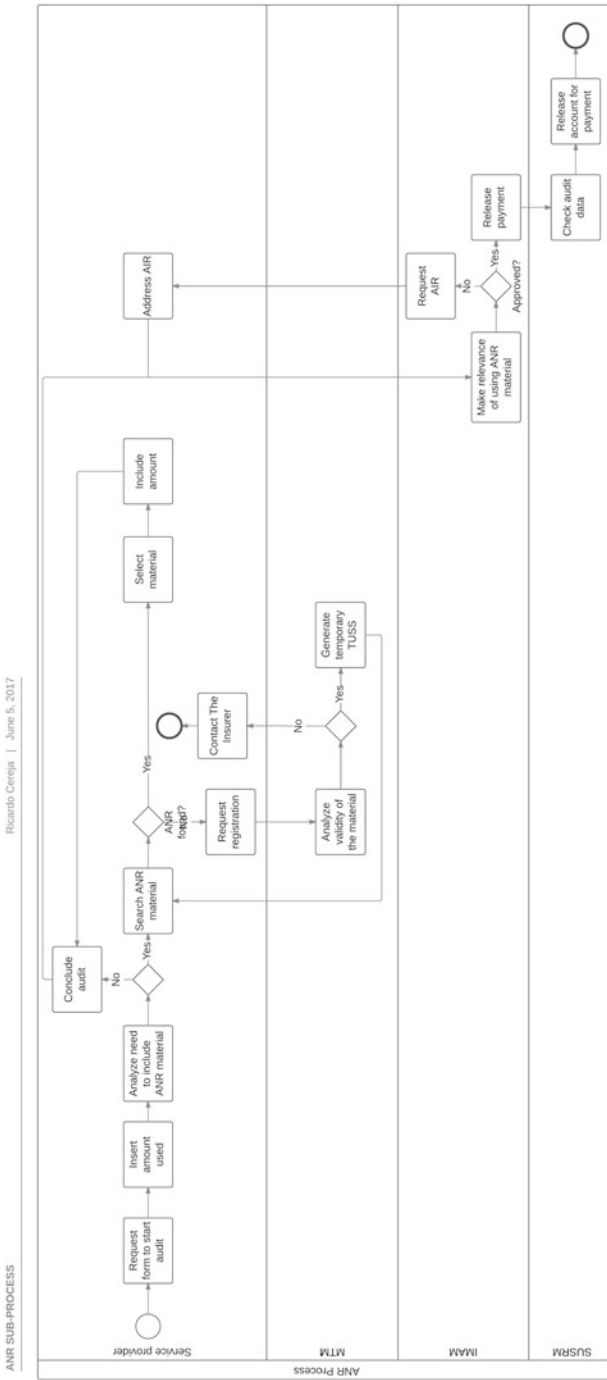 ANR SUB-PROCESS
Ricardo Cereja | June 5, 2017
ANR Process
Service provider
Request
form to start
audit
Insert
amount
used
Analyze need
to include
ANR material
No
Yes
Conclude
audit
Search ANR
material
ANR
found?
No
Yes
Request
registration
Select
material
Include
amount
Address AIR
Contact The
Insurer
MTM
Analyze
validity of
the material
No
Yes
Generate
temporary
TUSS
IMAM
Make relevance
of using ANR
material
Approved?
No
Yes
Request
AIR
Release
payment
SUSRM
Check audit
data
Release
account for
payment